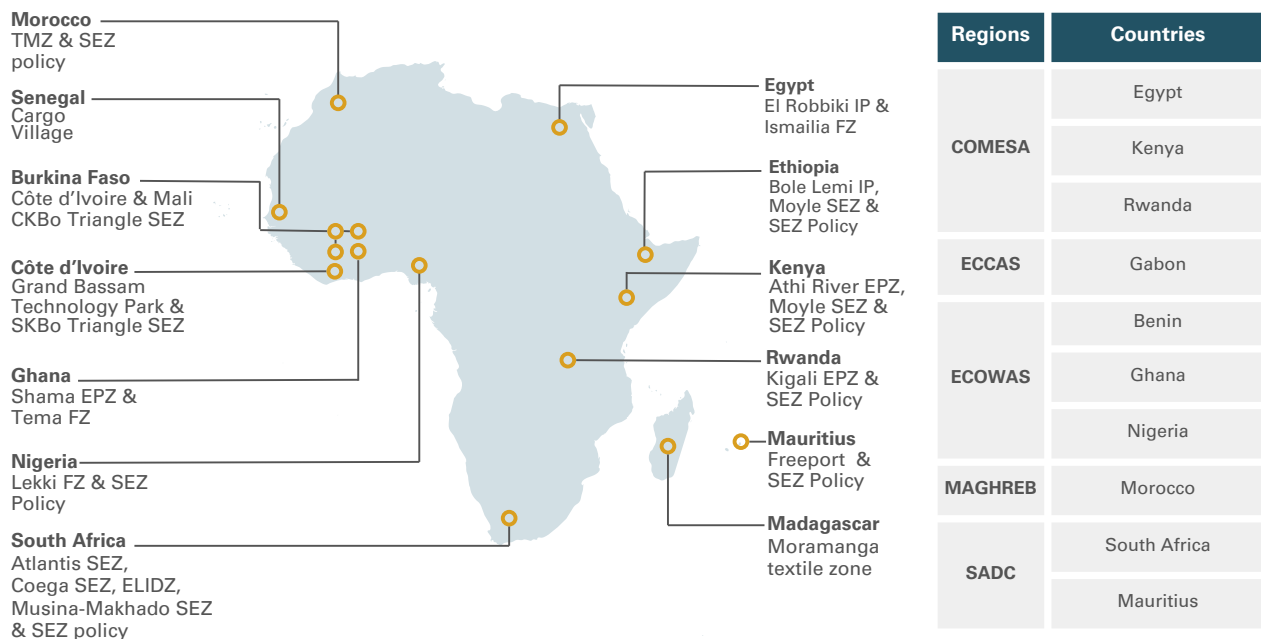 Morocco
TMZ & SEZ
policy
Senegal
Cargo
Village
Burkina Faso
Côte d’Ivoire & Mali
CKBo Triangle SEZ
Côte d’Ivoire
Grand Bassam
Technology Park &
SKBo Triangle SEZ
Ghana
Shama EPZ &
Tema FZ
Nigeria
Lekki FZ & SEZ
Policy
South Africa
Atlantis SEZ,
Coega SEZ, ELIDZ,
Musina-Makhado SEZ
& SEZ policy
Egypt
El Robbiki IP &
Ismailia FZ
Ethiopia
Bole Lemi IP,
Moyle SEZ &
SEZ Policy
Kenya
Athi River EPZ,
Moyle SEZ &
SEZ Policy
Rwanda
Kigali EPZ &
SEZ Policy
Mauritius
Freeport &
SEZ Policy
Madagascar
Moramanga
textile zone
Regions Countries
COMESA
Egypt
Kenya
Rwanda
ECCAS Gabon
ECOWAS
Benin
Ghana
Nigeria
MAGHREB Morocco
SADC
South Africa
Mauritius